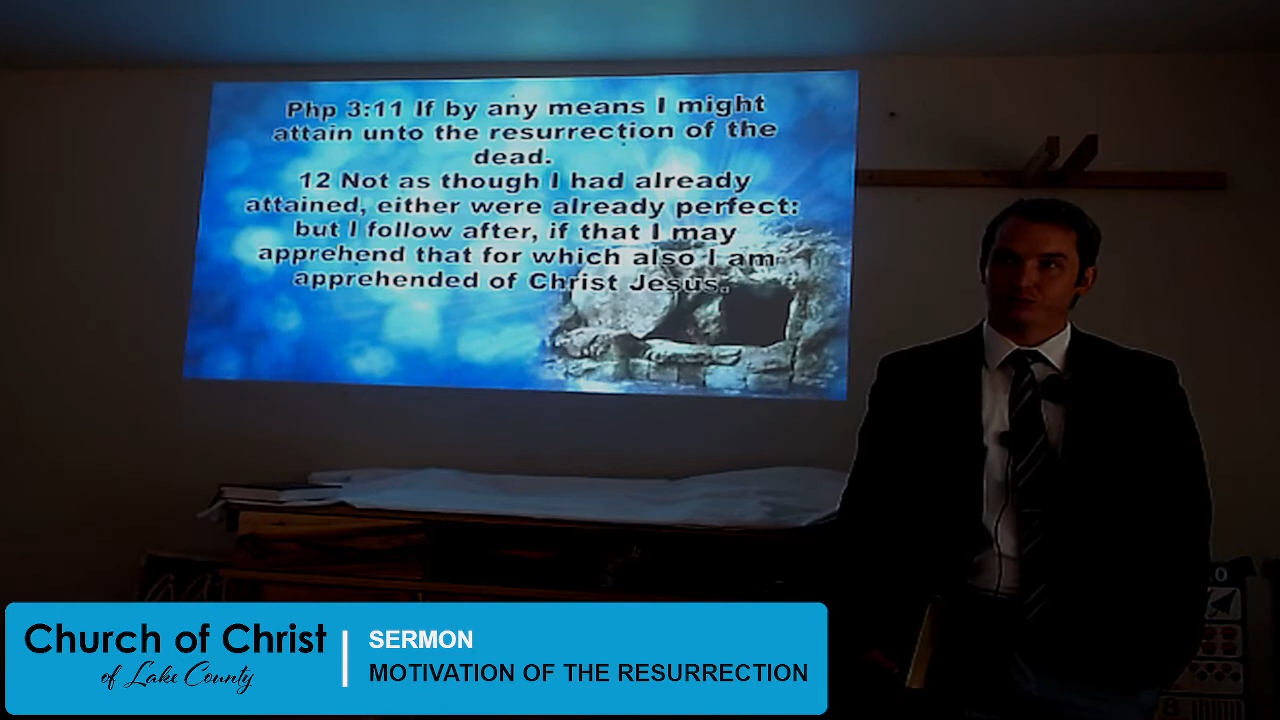 Php 3:11 If by any means I might
attain unto the resurrection of the
dead.
12 Not as though I had already
attained, either were already perfect:
but I follow after, if that I may
apprehend that for which also I am
apprehended of Christ Jesus.
Church of Christ
of Lake County
SERMON
MOTIVATION OF THE RESURRECTION